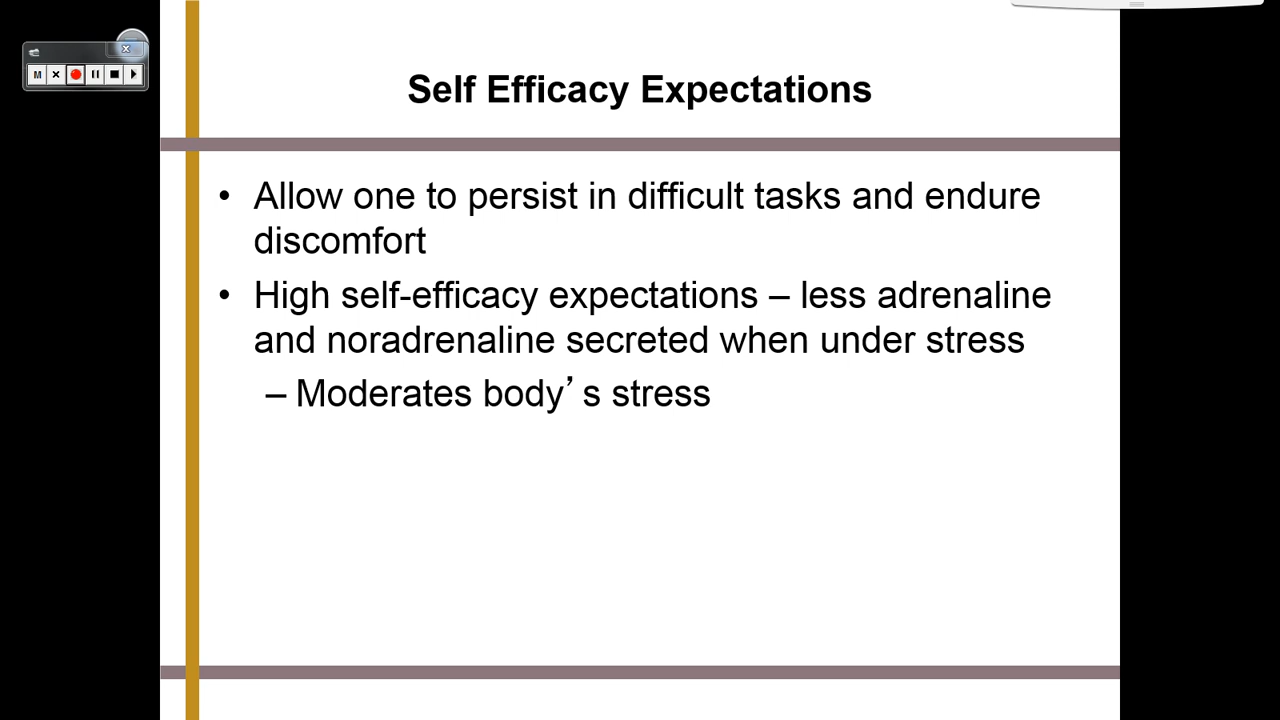 Self Efficacy Expectations
• Allow one to persist in difficult tasks and endure
discomfort
• High self-efficacy expectations – less adrenaline
and noradrenaline secreted when under stress
– Moderates body’s stress
M